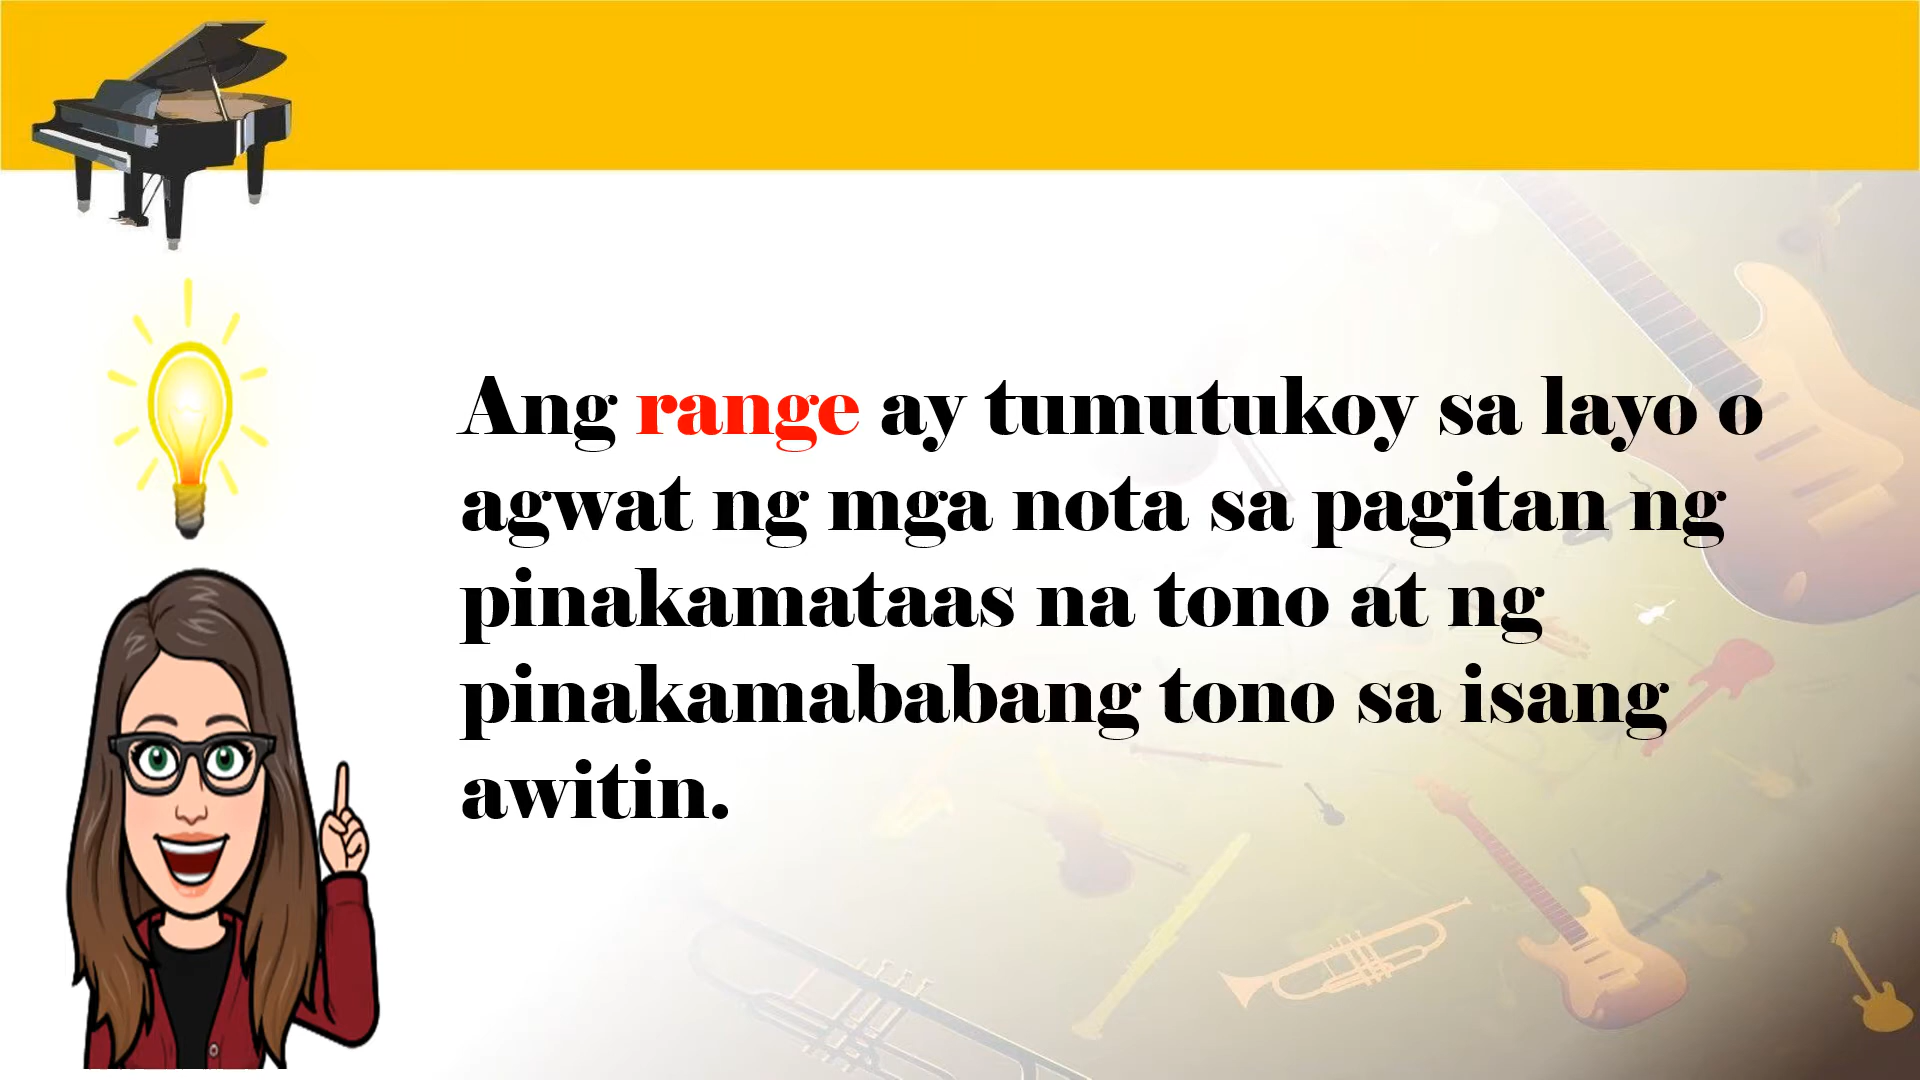 Ang range ay tumutukoy sa layo o
agwat ng mga nota sa pagitan ng
pinakamataas na tono at ng
pinakamababang tono sa isang
awitin.